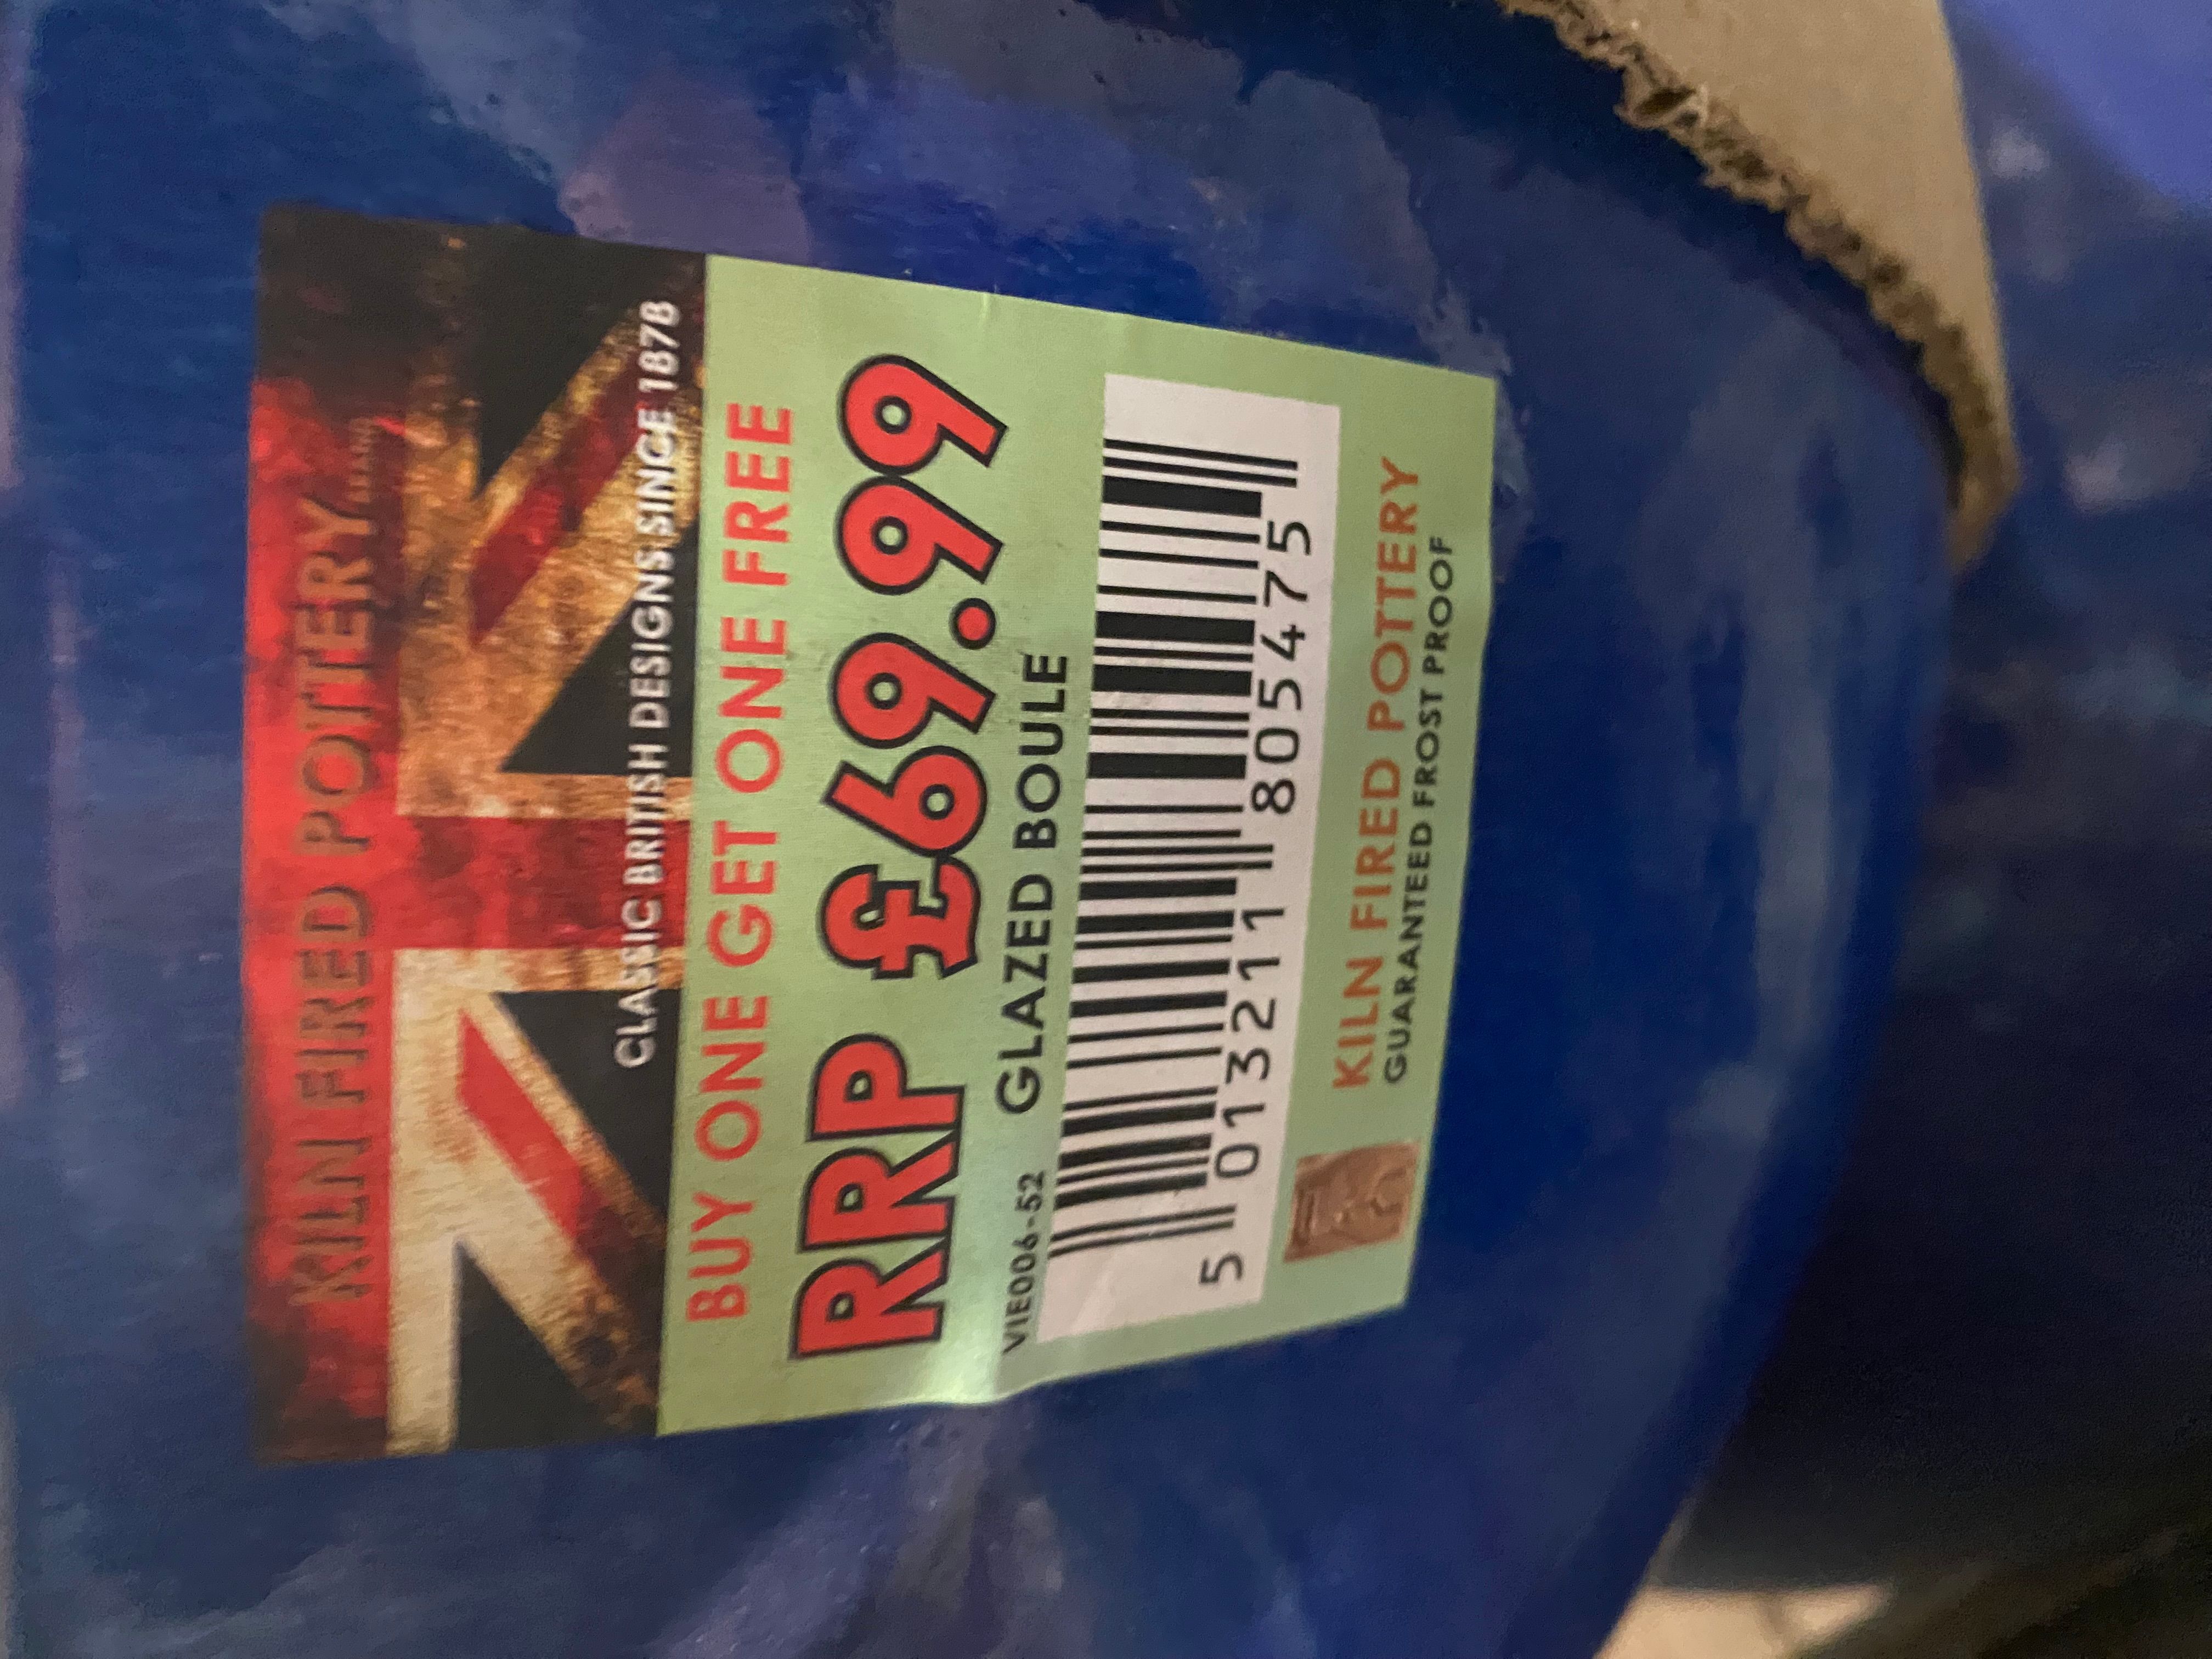 KILN FIRED POTTERY
BRAND
CLASSIC BRITISH DESIGNS SINCE 1878
BUY ONE GET ONE FREE
RRP £69.99
VIE006-52 GLAZED BOULE
5 013211 805475
KILN FIRED POTTERY
GUARANTEED FROST PROOF